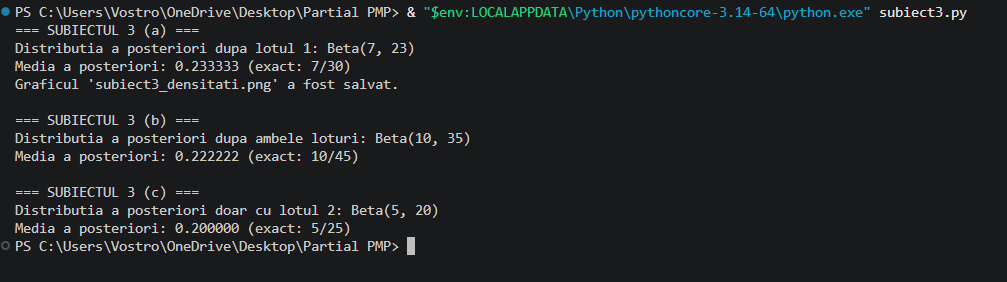 PS C:\Users\Vostro\OneDrive\Desktop\Partial PMP> & "$env:LOCALAPPDATA\Python\pythoncore-3.14-64\python.exe" subiect3.py
=== SUBIECTUL 3 (a) ===
Distributia a posteriori dupa lotul 1: Beta(7, 23)
Media a posteriori: 0.233333 (exact: 7/30)
Graficul 'subiect3_densitati.png' a fost salvat.

=== SUBIECTUL 3 (b) ===
Distributia a posteriori dupa ambele loturi: Beta(10, 35)
Media a posteriori: 0.222222 (exact: 10/45)

=== SUBIECTUL 3 (c) ===
Distributia a posteriori doar cu lotul 2: Beta(5, 20)
Media a posteriori: 0.200000 (exact: 5/25)
PS C:\Users\Vostro\OneDrive\Desktop\Partial PMP>